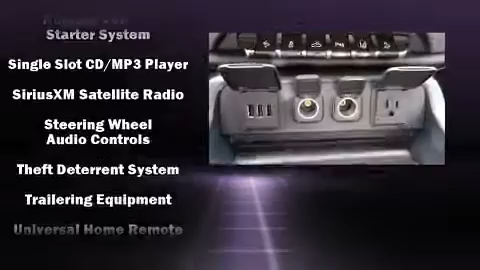 Starter System
Single Slot CD/MP3 Player
SiriusXM Satellite Radio
Steering Wheel
Audio Controls
Theft Deterrent System
Trailering Equipment
Universal Home Remote